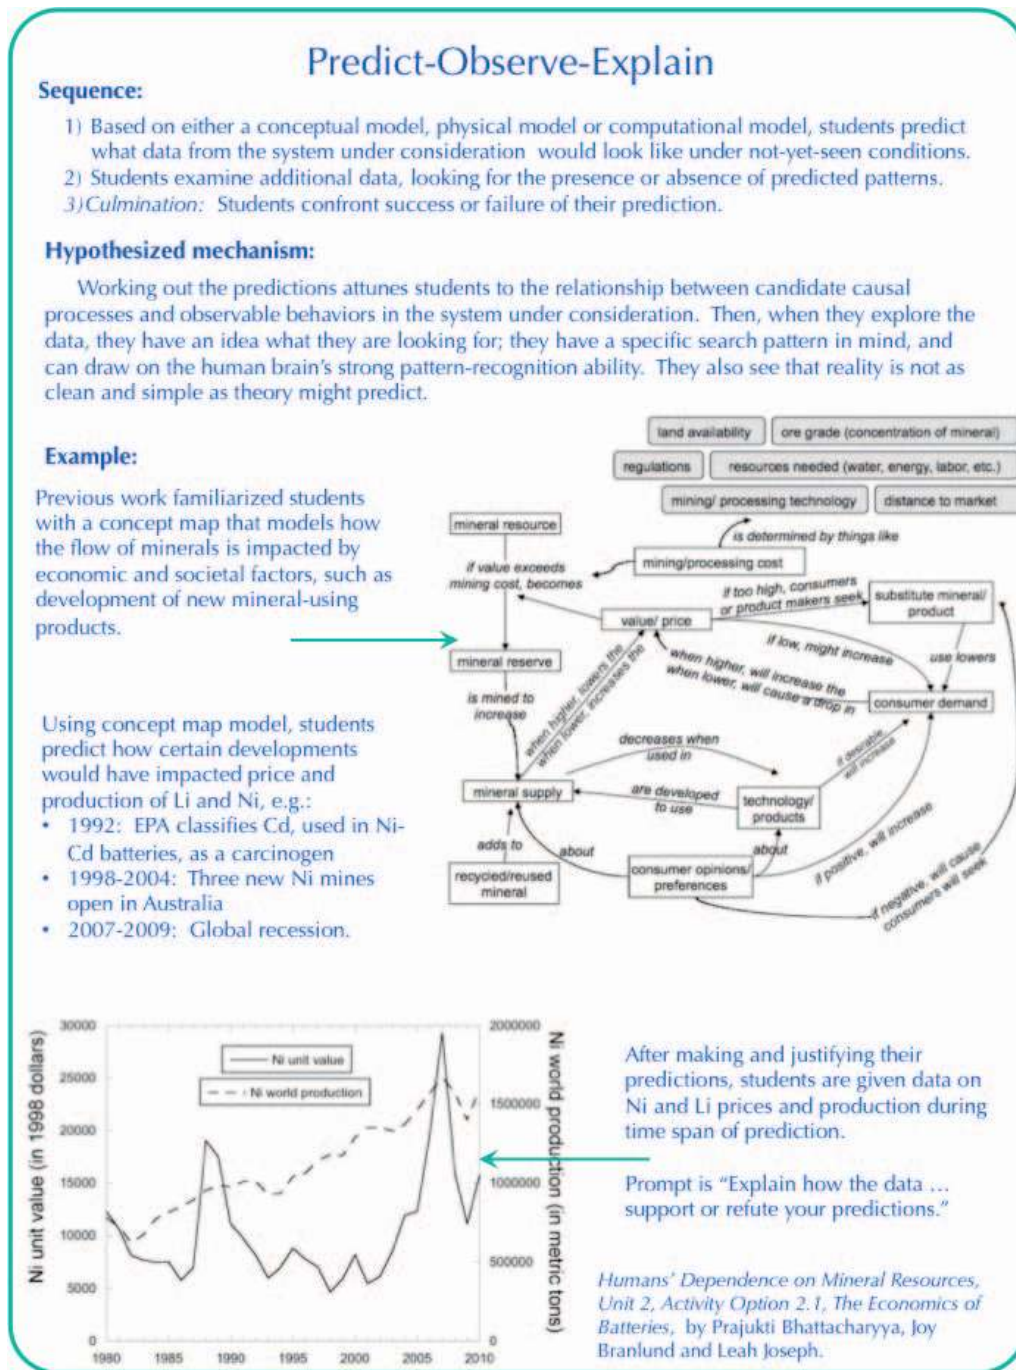 Predict-Observe-Explain
Sequence:
1) Based on either a conceptual model, physical model or computational model, students predict
what data from the system under consideration would look like under not-yet-seen conditions.
2) Students examine additional data, looking for the presence or absence of predicted patterns.
3)Culmination: Students confront success or failure of their prediction.
Hypothesized mechanism:
Working out the predictions attunes students to the relationship between candidate causal
processes and observable behaviors in the system under consideration. Then, when they explore the
data, they have an idea what they are looking for; they have a specific search pattern in mind, and
can draw on the human brain's strong pattern-recognition ability. They also see that reality is not as
clean and simple as theory might predict.
Example:
Previous work familiarized students
with a concept map that models how
the flow of minerals is impacted by
economic and societal factors, such as
development of new mineral-using
products.
Using concept map model, students
predict how certain developments
would have impacted price and
production of Li and Ni, e.g.:
• 1992: EPA classifies Cd, used in Ni-
Cd batteries, as a carcinogen
• 1998-2004: Three new Ni mines
open in Australia
• 2007-2009: Global recession.
land availability
ore grade (concentration of mineral)
regulations
resources needed (water, energy, labor, etc.)
mining/ processing technology
distance to market
mineral resource
is determined by things like
mining/processing cost
if value exceeds
mining cost, becomes
if too high, consumers
or product makers seek
substitute mineral/
product
value/ price
if low, might increase
use lowers
mineral reserve
when higher, will increase the
when lower, will cause a drop in
consumer demand
is mined to
increase
when higher, lowers the
when lower, increases the
decreases when
used in
if desirable,
will increase
mineral supply
are developed
to use
technology/
products
adds to
about
about
if positive, will increase
recycled/reused
mineral
consumer opinions/
preferences
if negative, will cause
consumers will seek
Ni unit value (in 1998 dollars)
30000
25000
20000
15000
10000
5000
0
Ni unit value
Ni world production
2000000
1500000
1000000
500000
0
Ni world production (in metric tons)
1980 1985 1990 1995 2000 2005 2010
After making and justifying their
predictions, students are given data on
Ni and Li prices and production during
time span of prediction.
Prompt is "Explain how the data ...
support or refute your predictions."
Humans' Dependence on Mineral Resources,
Unit 2, Activity Option 2.1, The Economics of
Batteries, by Prajukti Bhattacharyya, Joy
Branlund and Leah Joseph.